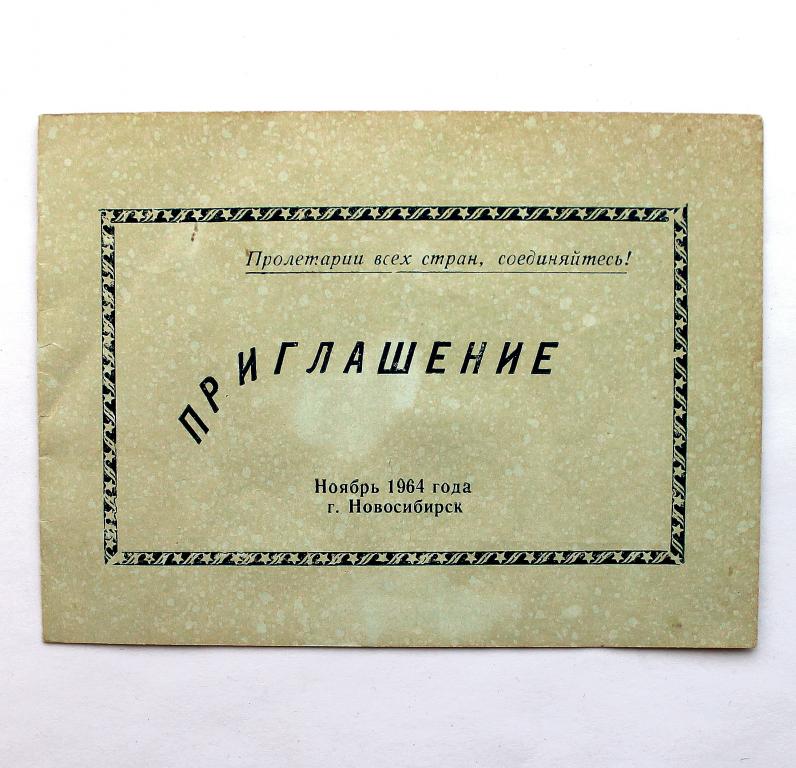 Пролетарии всех стран, соединяйтесь!
ПРИГЛАШЕНИЕ
Ноябрь 1964 года
г. Новосибирск